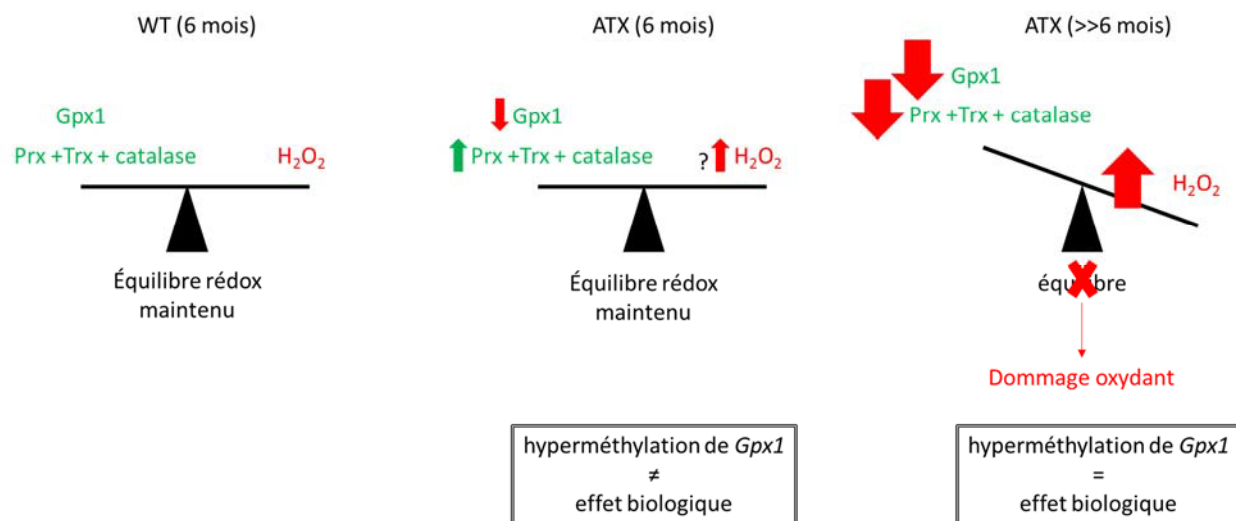 WT (6 mois)
Gpx1
Prx +Trx + catalase
H₂O₂
Équilibre rédox
maintenu
ATX (6 mois)
Gpx1
Prx +Trx + catalase
? H₂O₂
Équilibre rédox
maintenu
hyperméthylation de Gpx1
≠
effet biologique
ATX (>>6 mois)
Gpx1
Prx +Trx + catalase
H₂O₂
équilibre
Dommage oxydant
hyperméthylation de Gpx1
=
effet biologique